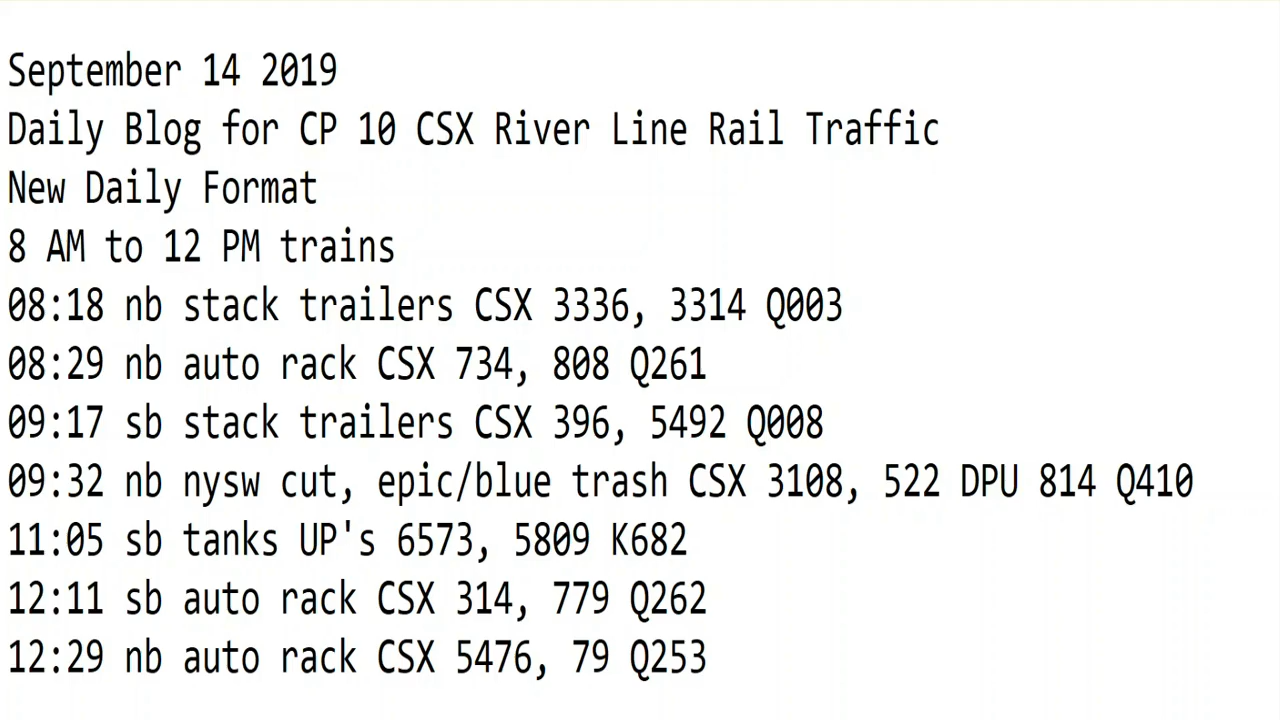 September 14 2019
Daily Blog for CP 10 CSX River Line Rail Traffic
New Daily Format
8 AM to 12 PM trains
08:18 nb stack trailers CSX 3336, 3314 Q003
08:29 nb auto rack CSX 734, 808 Q261
09:17 sb stack trailers CSX 396, 5492 Q008
09:32 nb nysw cut, epic/blue trash CSX 3108, 522 DPU 814 Q410
11:05 sb tanks UP's 6573, 5809 K682
12:11 sb auto rack CSX 314, 779 Q262
12:29 nb auto rack CSX 5476, 79 Q253